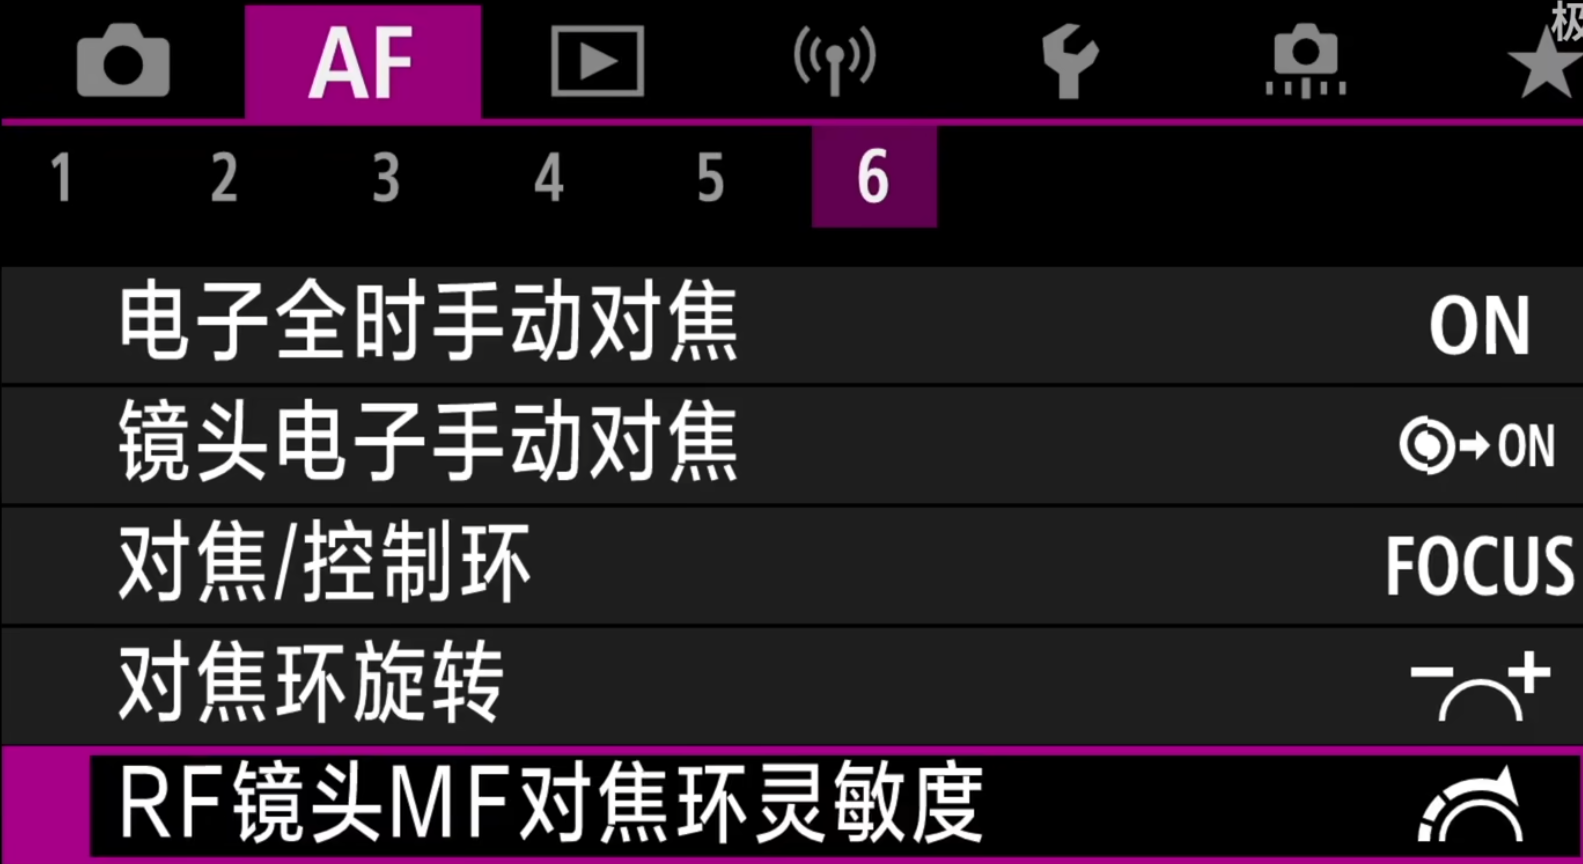 极
AF
1 2 3 4 5 6
电子全时手动对焦 ON
镜头电子手动对焦 ON
对焦/控制环 FOCUS
对焦环旋转 - +
RF镜头MF对焦环灵敏度